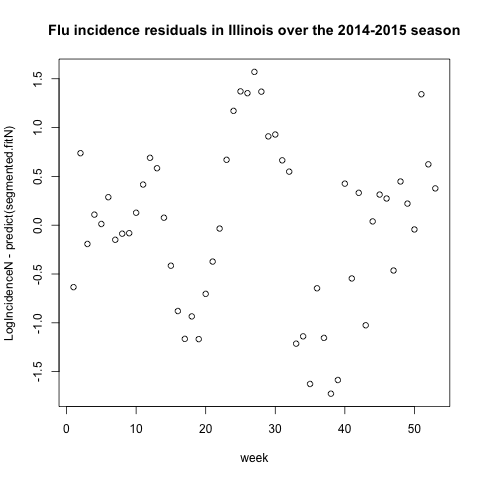 Flu incidence residuals in Illinois over the 2014-2015 season
LogIncidenceN - predict(segmented.fitN)
1.5
1.0
0.5
0.0
-0.5
-1.0
-1.5
0 10 20 30 40 50
week